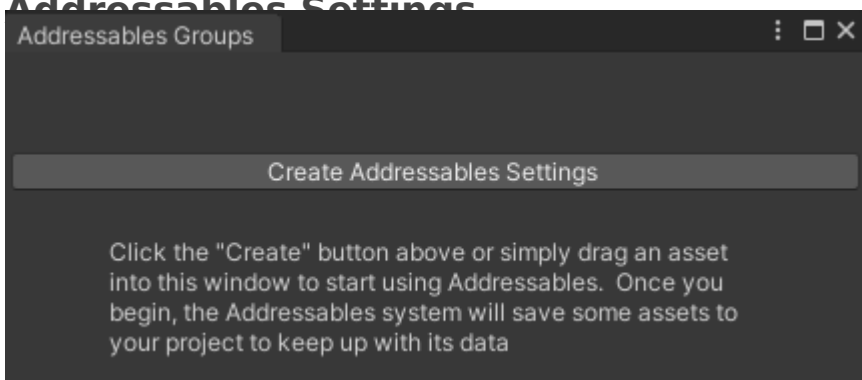 Addressables Settings
Addressables Groups
Create Addressables Settings
Click the "Create" button above or simply drag an asset
into this window to start using Addressables.  Once you
begin, the Addressables system will save some assets to
your project to keep up with its data